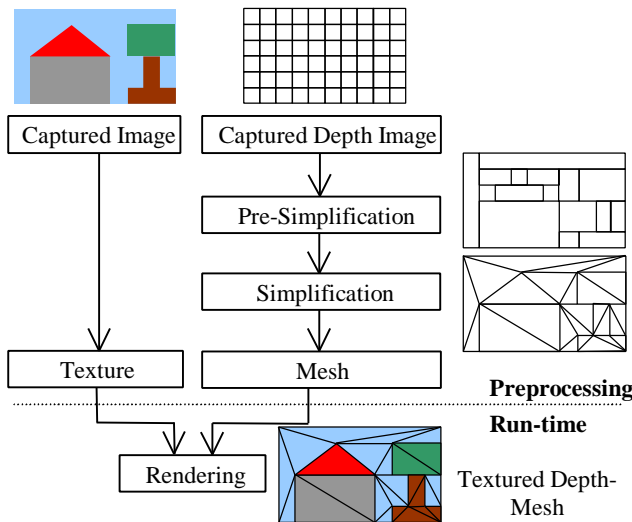 Captured Image
Captured Depth Image
Pre-Simplification
Simplification
Texture
Mesh
Preprocessing
Run-time
Rendering
Textured Depth-
Mesh